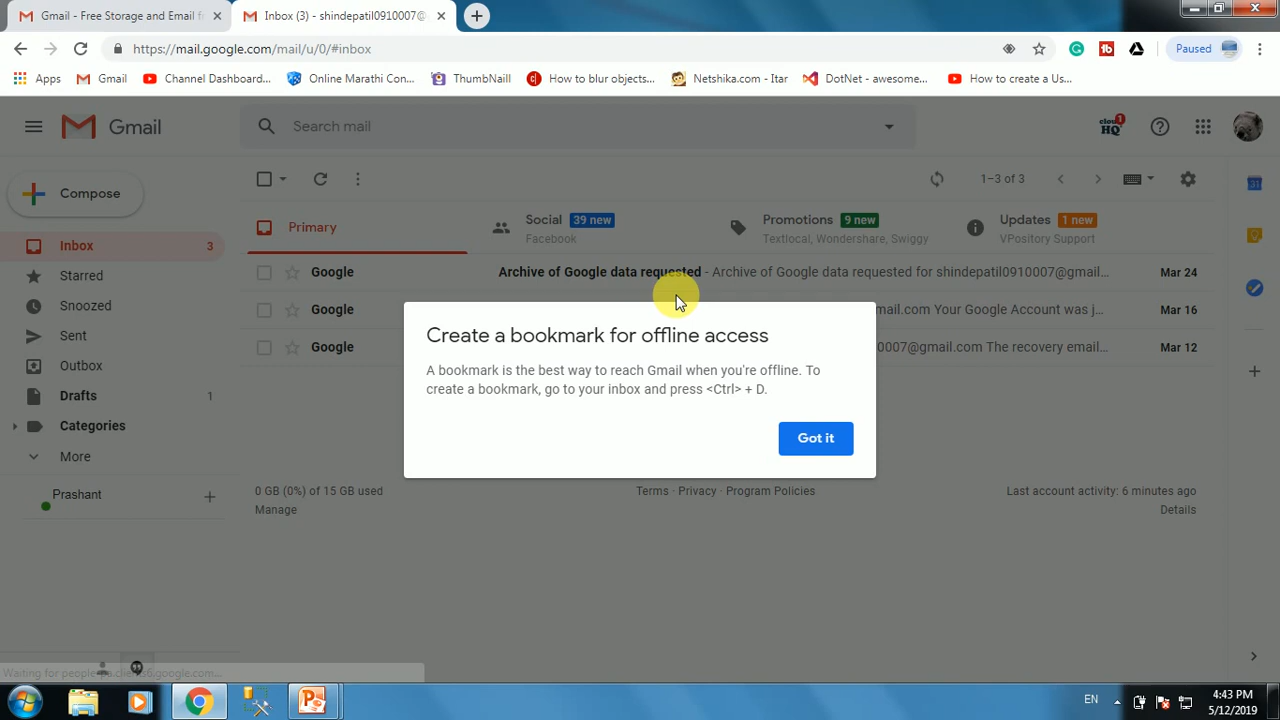 Gmail - Free Storage and Email f
Inbox (3) - shindepatil0910007@
https://mail.google.com/mail/u/0/#inbox
Paused
Apps
Gmail
Channel Dashboard...
Online Marathi Con...
ThumbNaill
How to blur objects...
Netshika.com - Itar
DotNet - awesome...
How to create a Us...
Gmail
Search mail
cloud HQ 1
Compose
1–3 of 3
Inbox 3
Starred
Snoozed
Sent
Outbox
Drafts 1
Categories
More
Prashant
Primary
Social 39 new
Facebook
Promotions 9 new
Textlocal, Wondershare, Swiggy
Updates 1 new
VPository Support
Google Archive of Google data requested - Archive of Google data requested for shindepatil0910007@gmail... Mar 24
Google mail.com Your Google Account was j... Mar 16
Google 0007@gmail.com The recovery email... Mar 12
Create a bookmark for offline access
A bookmark is the best way to reach Gmail when you're offline. To
create a bookmark, go to your inbox and press <Ctrl> + D.
Got it
0 GB (0%) of 15 GB used
Manage
Terms · Privacy · Program Policies
Last account activity: 6 minutes ago
Details
31
EN
4:43 PM
5/12/2019